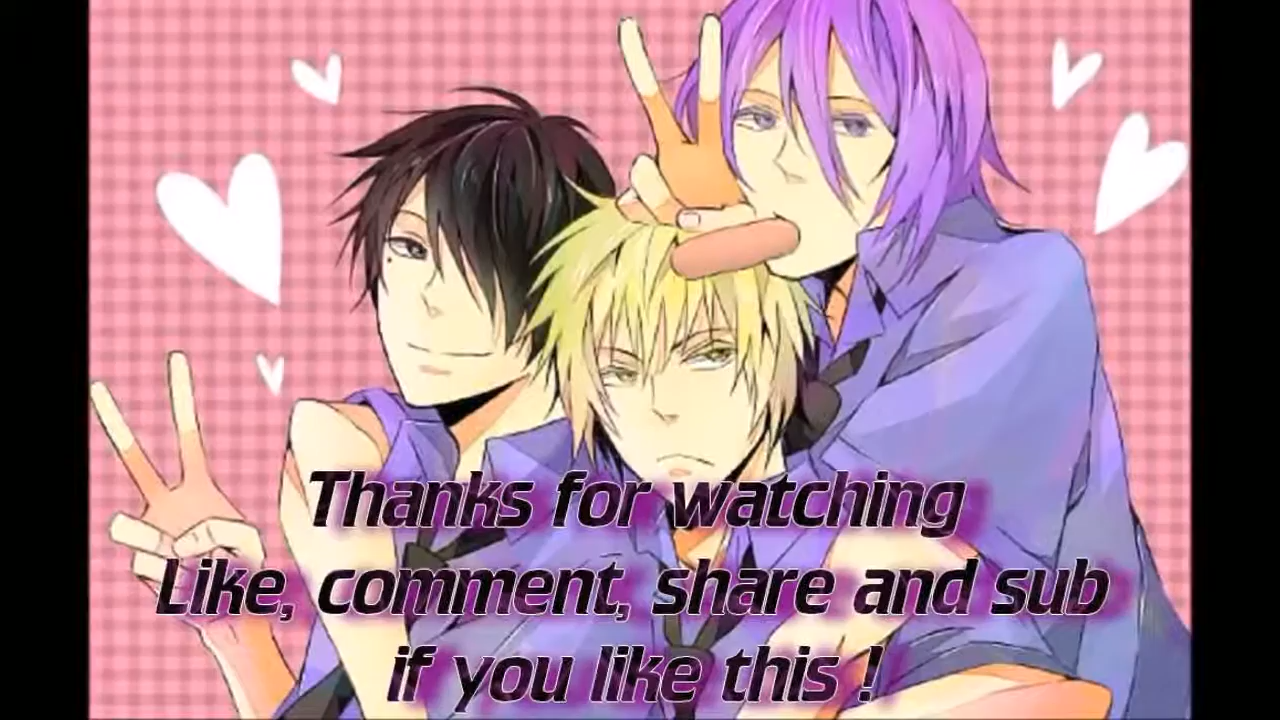 Thanks for watching
Like, comment, share and sub
if you like this !